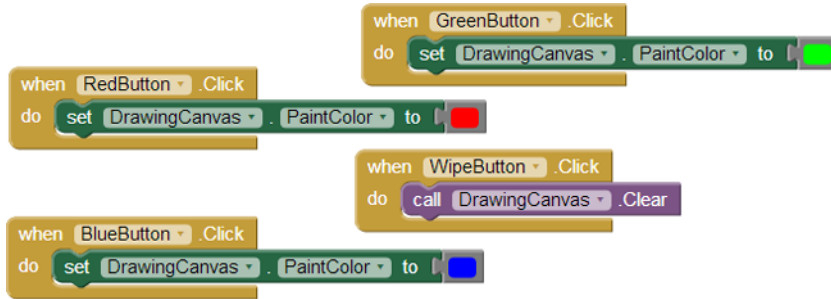 when GreenButton .Click
do set DrawingCanvas . PaintColor to
when RedButton .Click
do set DrawingCanvas . PaintColor to
when WipeButton .Click
do call DrawingCanvas .Clear
when BlueButton .Click
do set DrawingCanvas . PaintColor to